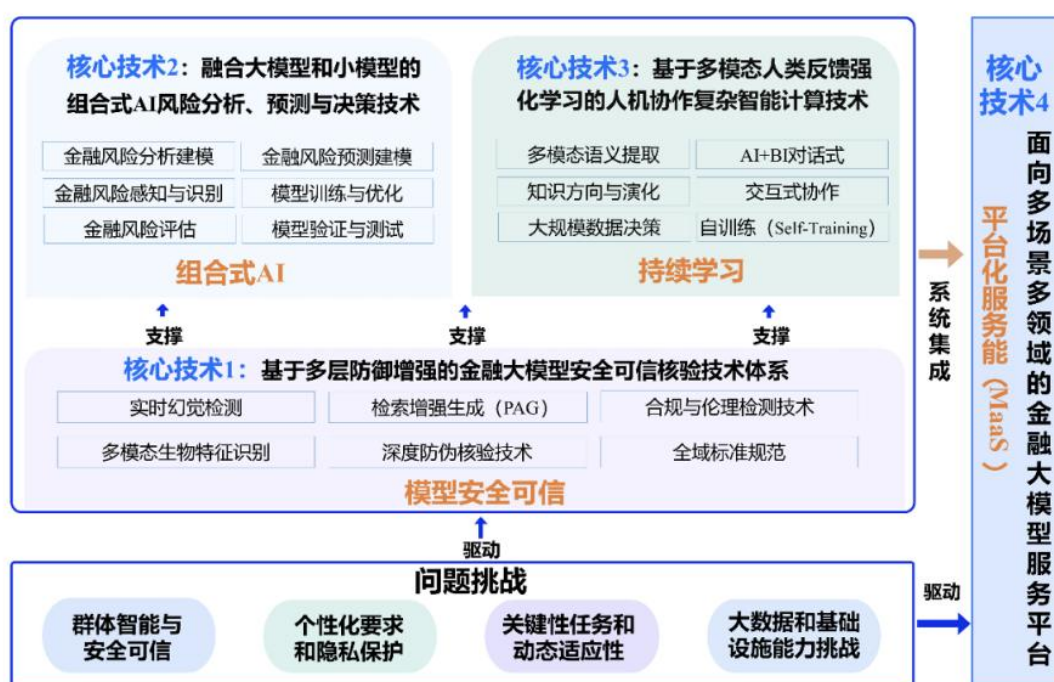 核心技术2：融合大模型和小模型的
组合式AI风险分析、预测与决策技术
金融风险分析建模
金融风险预测建模
金融风险感知与识别
模型训练与优化
金融风险评估
模型验证与测试
组合式AI
核心技术3：基于多模态人类反馈强
化学习的人机协作复杂智能计算技术
多模态语义提取
AI+BI对话式
知识方向与演化
交互式协作
大规模数据决策
自训练（Self-Training）
持续学习
支撑
支撑
支撑
核心技术1：基于多层防御增强的金融大模型安全可信核验技术体系
实时幻觉检测
检索增强生成（PAG）
合规与伦理检测技术
多模态生物特征识别
深度防伪核验技术
全域标准规范
模型安全可信
驱动
问题挑战
群体智能与
安全可信
个性化要求
和隐私保护
关键性任务和
动态适应性
大数据和基础
设施能力挑战
系统集成
驱动
核心
技术4
平台化服务能（MaaS）
面向多场景多领域的金融大模型服务平台